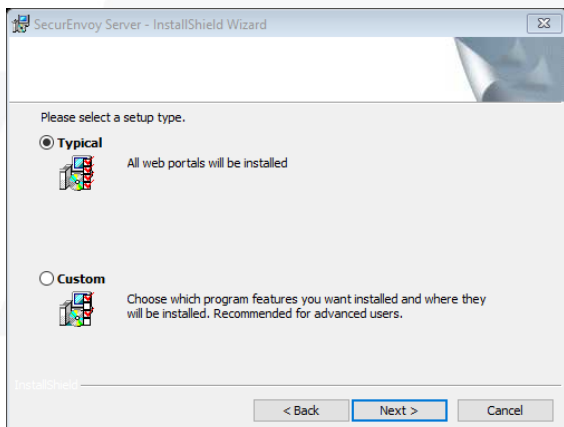 SecurEnvoy Server - InstallShield Wizard
Please select a setup type.
Typical
All web portals will be installed
Custom
Choose which program features you want installed and where they
will be installed. Recommended for advanced users.
InstallShield
< Back Next > Cancel